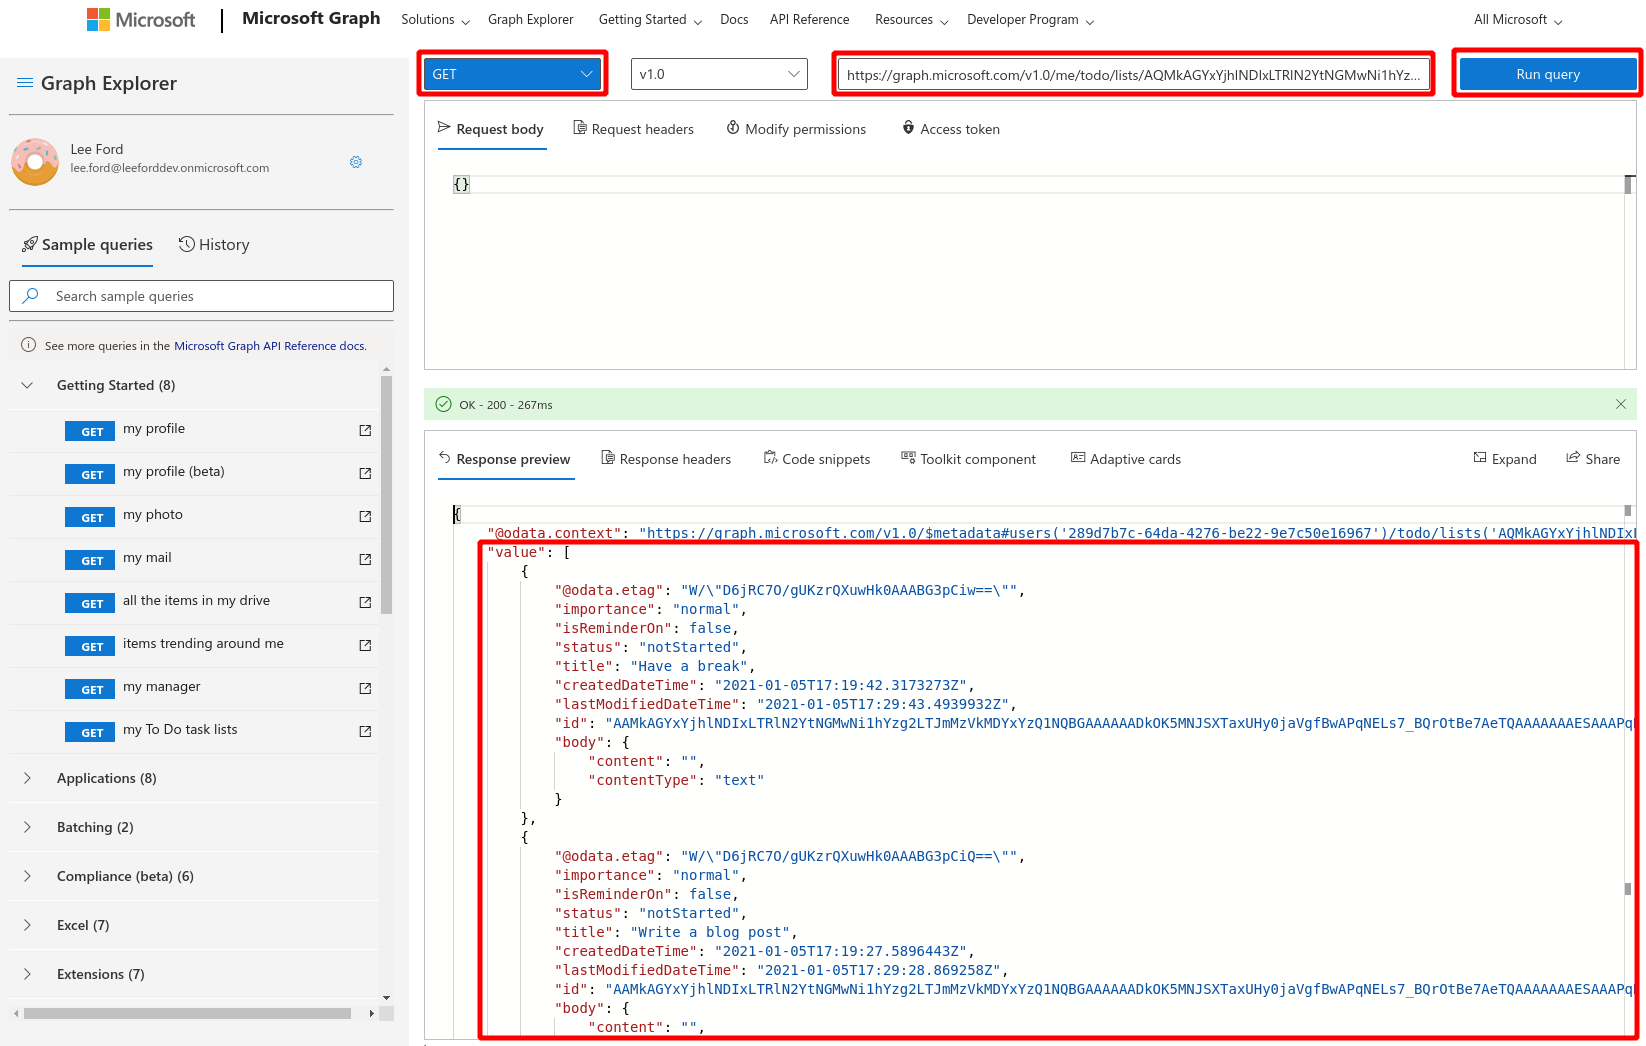 Microsoft
Microsoft Graph
Solutions
Graph Explorer
Getting Started
Docs
API Reference
Resources
Developer Program
All Microsoft
Graph Explorer
GET
v1.0
https://graph.microsoft.com/v1.0/me/todo/lists/AQMkAGYxYjhlNDIxLTRlN2YtNGMwNi1hYz...
Run query
Lee Ford
lee.ford@leeforddev.onmicrosoft.com
Request body
Request headers
Modify permissions
Access token
{}
Sample queries
History
Search sample queries
See more queries in the Microsoft Graph API Reference docs.
Getting Started (8)
GET my profile
GET my profile (beta)
GET my photo
GET my mail
GET all the items in my drive
GET items trending around me
GET my manager
GET my To Do task lists
Applications (8)
Batching (2)
Compliance (beta) (6)
Excel (7)
Extensions (7)
OK - 200 - 267ms
Response preview
Response headers
Code snippets
Toolkit component
Adaptive cards
Expand
Share
{
"@odata.context": "https://graph.microsoft.com/v1.0/$metadata#users('289d7b7c-64da-4276-be22-9e7c50e16967')/todo/lists('AQMkAGYxYjhlNDIxL
"value": [
{
"@odata.etag": "W/\"D6jRC7O/gUKzrQXuwHk0AAABG3pCiw==\"",
"importance": "normal",
"isReminderOn": false,
"status": "notStarted",
"title": "Have a break",
"createdDateTime": "2021-01-05T17:19:42.3173273Z",
"lastModifiedDateTime": "2021-01-05T17:29:43.4939932Z",
"id": "AAMkAGYxYjhlNDIxLTRlN2YtNGMwNi1hYzg2LTJmMzVkMDYxYzQ1NQBGAAAAAADkOK5MNJSXTaxUHy0jaVgfBwAPqNELs7_BQrOtBe7AeTQAAAAAAAESAAAPq
"body": {
"content": "",
"contentType": "text"
}
},
{
"@odata.etag": "W/\"D6jRC7O/gUKzrQXuwHk0AAABG3pCiQ==\"",
"importance": "normal",
"isReminderOn": false,
"status": "notStarted",
"title": "Write a blog post",
"createdDateTime": "2021-01-05T17:19:27.5896443Z",
"lastModifiedDateTime": "2021-01-05T17:29:28.869258Z",
"id": "AAMkAGYxYjhlNDIxLTRlN2YtNGMwNi1hYzg2LTJmMzVkMDYxYzQ1NQBGAAAAAADkOK5MNJSXTaxUHy0jaVgfBwAPqNELs7_BQrOtBe7AeTQAAAAAAAESAAAPq
"body": {
"content": "",